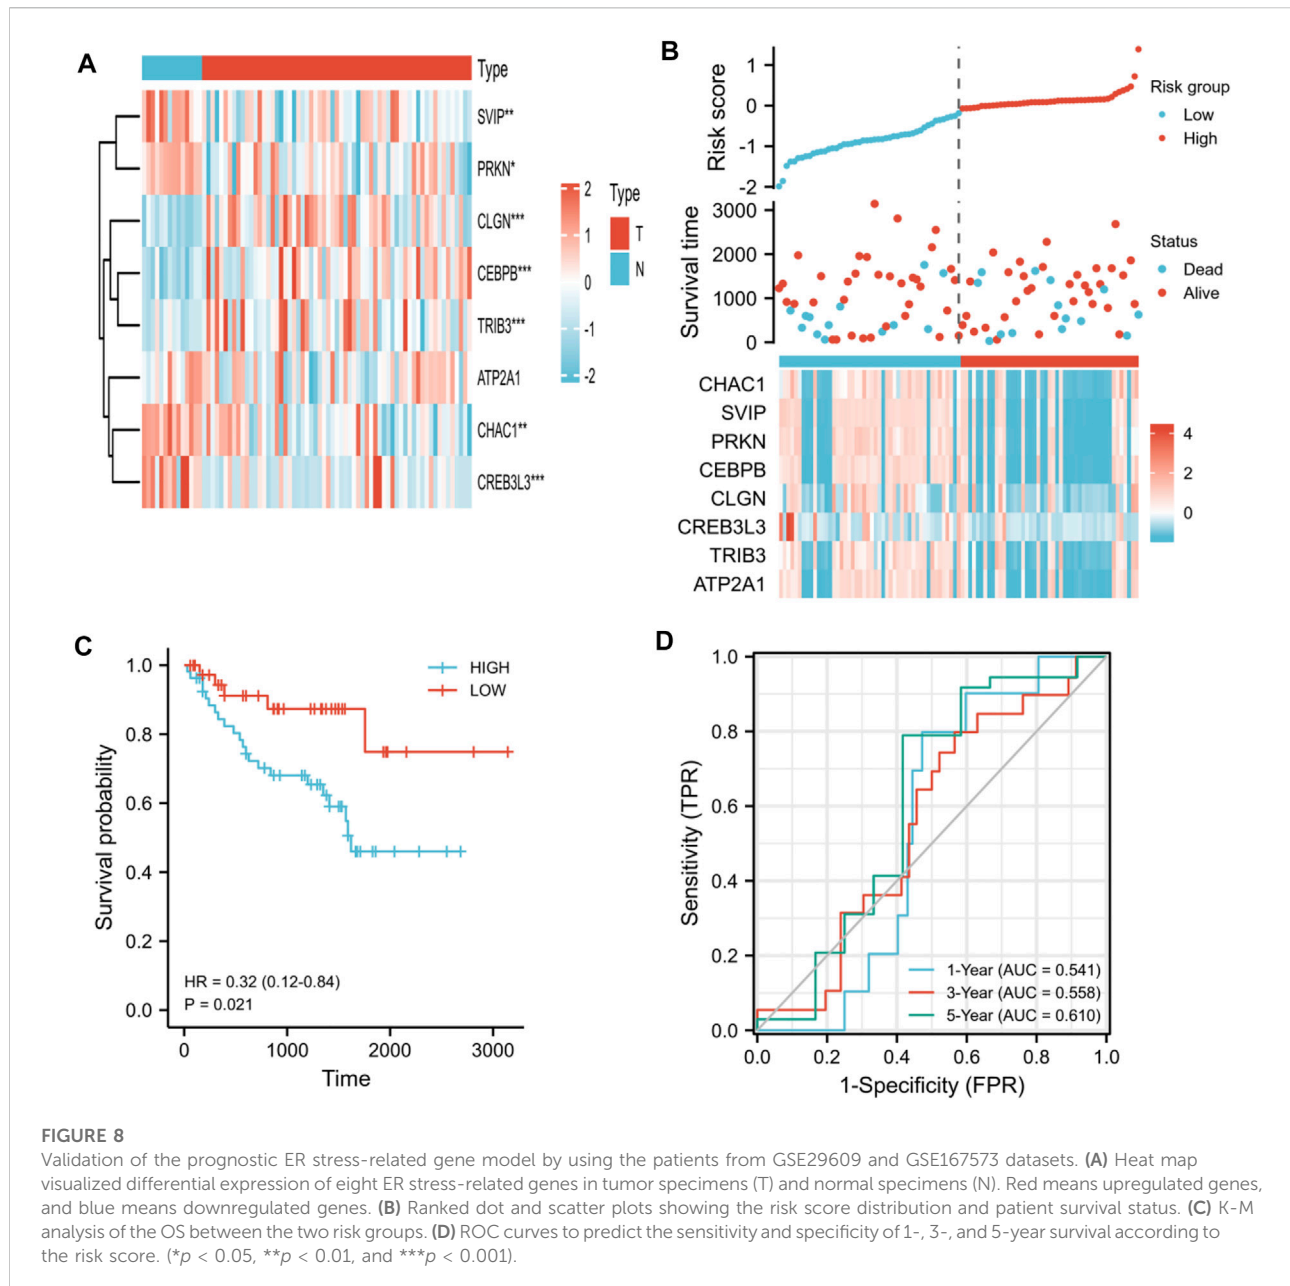 A
Type
SVIP**
PRKN*
CLGN***
CEBPB***
TRIB3***
ATP2A1
CHAC1**
CREB3L3***
2
1
0
-1
-2
Type
T
N
B
Risk score
1
0
-1
-2
Risk group
Low
High
Survival time
3000
2000
1000
0
Status
Dead
Alive
CHAC1
SVIP
PRKN
CEBPB
CLGN
CREB3L3
TRIB3
ATP2A1
4
2
0
C
Survival probability
1.0
0.8
0.6
0.4
0.2
0.0
HIGH
LOW
HR = 0.32 (0.12-0.84)
P = 0.021
0 1000 2000 3000
Time
D
Sensitivity (TPR)
1.0
0.8
0.6
0.4
0.2
0.0
1-Year (AUC = 0.541)
3-Year (AUC = 0.558)
5-Year (AUC = 0.610)
0.0 0.2 0.4 0.6 0.8 1.0
1-Specificity (FPR)
FIGURE 8
Validation of the prognostic ER stress-related gene model by using the patients from GSE29609 and GSE167573 datasets. (A) Heat map
visualized differential expression of eight ER stress-related genes in tumor specimens (T) and normal specimens (N). Red means upregulated genes,
and blue means downregulated genes. (B) Ranked dot and scatter plots showing the risk score distribution and patient survival status. (C) K-M
analysis of the OS between the two risk groups. (D) ROC curves to predict the sensitivity and specificity of 1-, 3-, and 5-year survival according to
the risk score. (*p < 0.05, **p < 0.01, and ***p < 0.001).